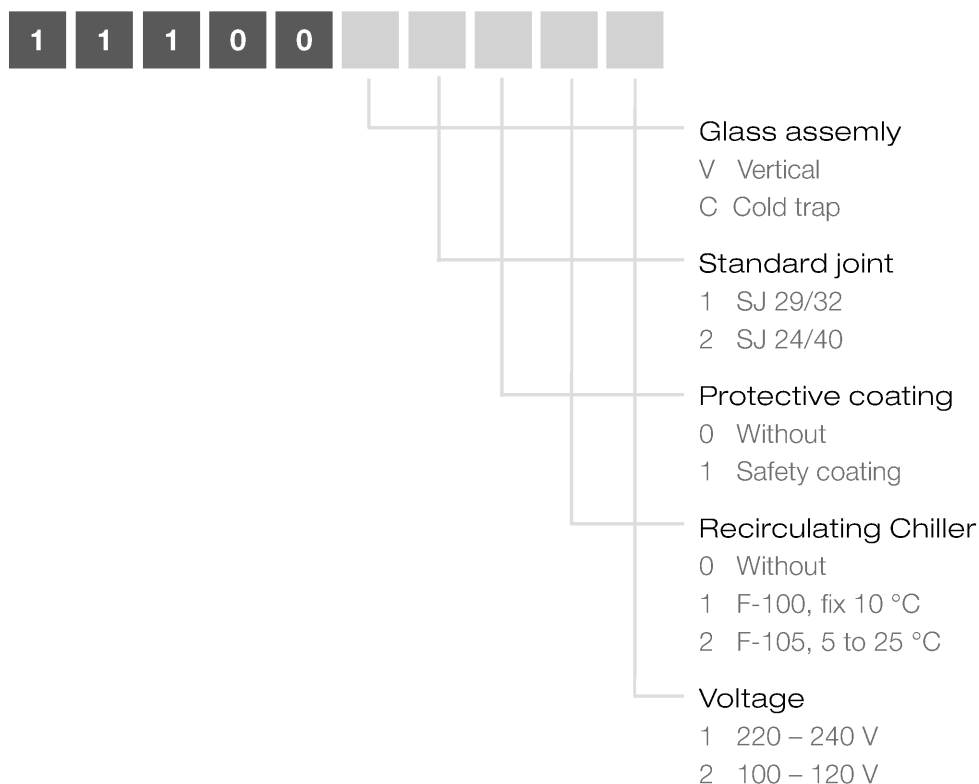 1 1 1 0 0
Glass assemly
V Vertical
C Cold trap
Standard joint
1 SJ 29/32
2 SJ 24/40
Protective coating
0 Without
1 Safety coating
Recirculating Chiller
0 Without
1 F-100, fix 10 °C
2 F-105, 5 to 25 °C
Voltage
1 220 – 240 V
2 100 – 120 V